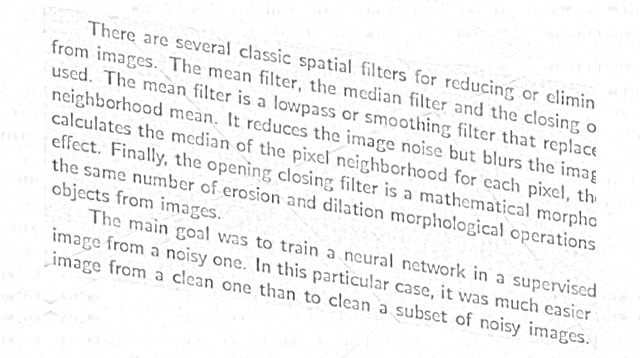 There are several classic spatial filters for reducing or elimin
from images. The mean filter, the median filter and the closing o
used. The mean filter is a lowpass or smoothing filter that replace
neighborhood mean. It reduces the image noise but blurs the imag
calculates the median of the pixel neighborhood for each pixel, th
effect. Finally, the opening closing filter is a mathematical morpho
the same number of erosion and dilation morphological operations
objects from images.
The main goal was to train a neural network in a supervised
image from a noisy one. In this particular case, it was much easier
image from a clean one than to clean a subset of noisy images.